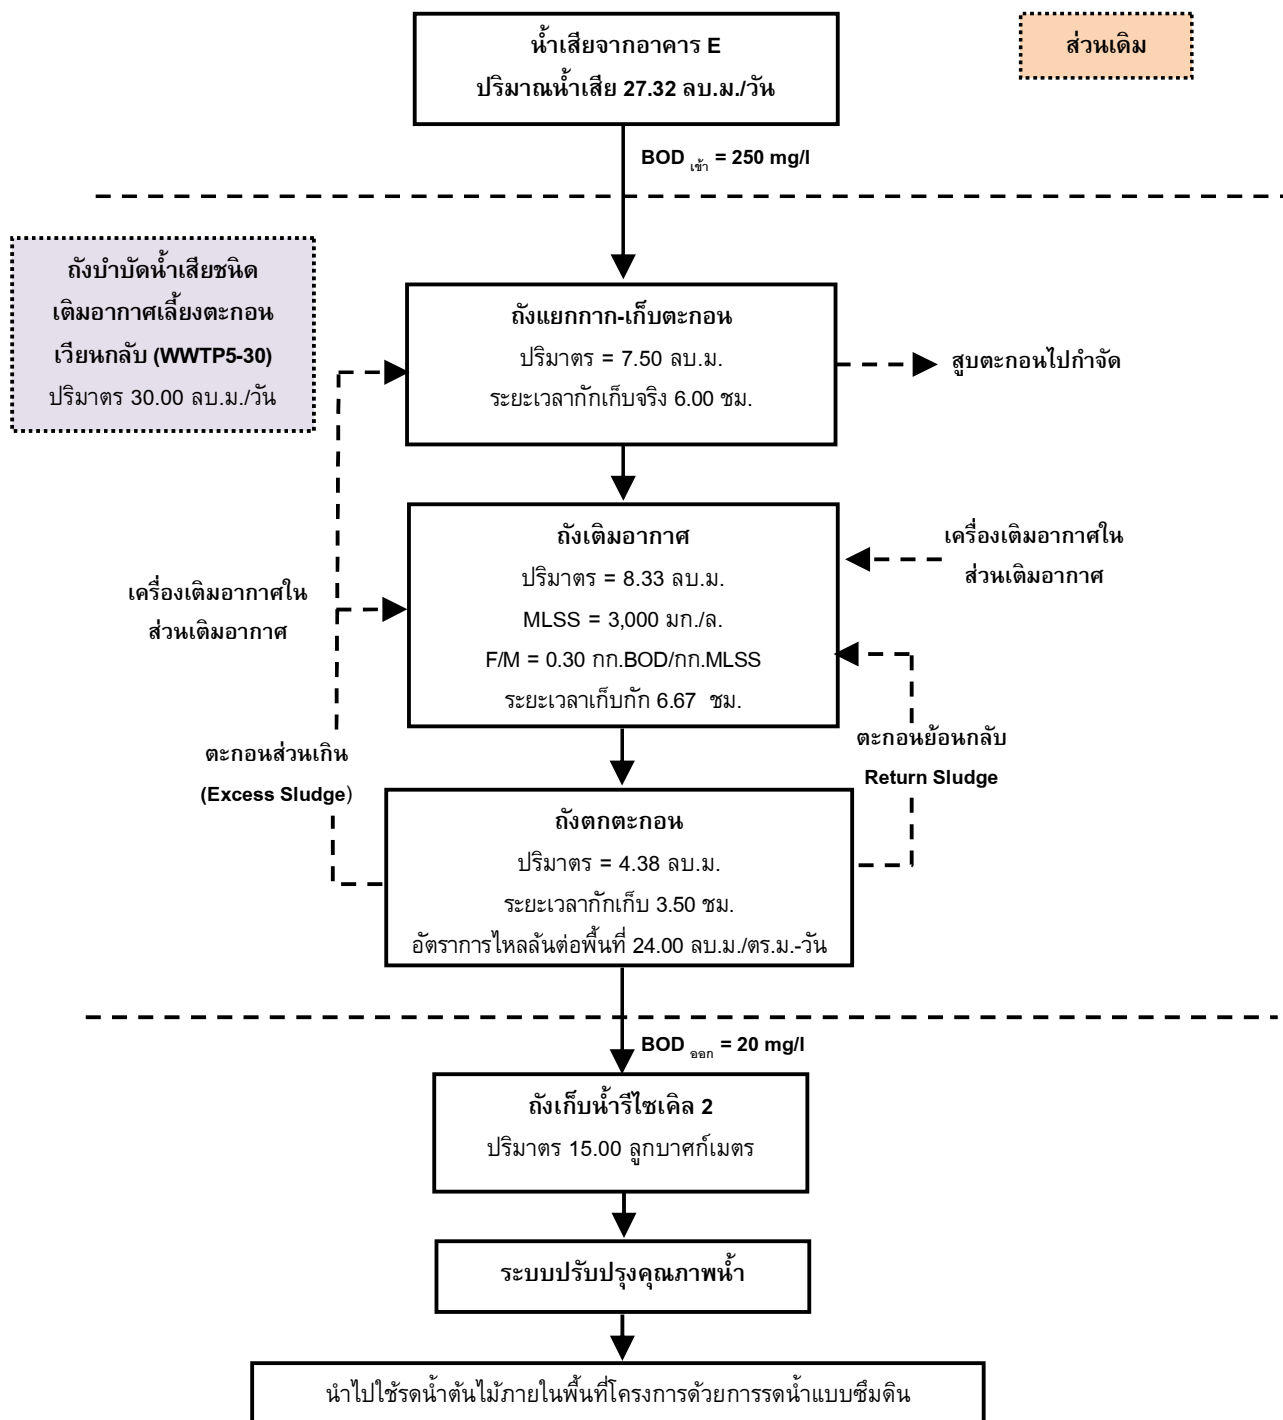 น้ำเสียจากอาคาร E
ปริมาณน้ำเสีย 27.32 ลบ.ม./วัน
ส่วนเดิม
BOD เข้า = 250 mg/l
ถังบำบัดน้ำเสียชนิด
เติมอากาศเลี้ยงตะกอน
เวียนกลับ (WWTP5-30)
ปริมาตร 30.00 ลบ.ม./วัน
ถังแยกกาก-เก็บตะกอน
ปริมาตร = 7.50 ลบ.ม.
ระยะเวลากักเก็บจริง 6.00 ชม.
สูบตะกอนไปกำจัด
ถังเติมอากาศ
ปริมาตร = 8.33 ลบ.ม.
MLSS = 3,000 มก./ล.
F/M = 0.30 กก.BOD/กก.MLSS
ระยะเวลาเก็บกัก 6.67 ชม.
เครื่องเติมอากาศใน
ส่วนเติมอากาศ
เครื่องเติมอากาศใน
ส่วนเติมอากาศ
ตะกอนส่วนเกิน
(Excess Sludge)
ตะกอนย้อนกลับ
Return Sludge
ถังตกตะกอน
ปริมาตร = 4.38 ลบ.ม.
ระยะเวลากักเก็บ 3.50 ชม.
อัตราการไหลล้นต่อพื้นที่ 24.00 ลบ.ม./ตร.ม.-วัน
BOD ออก = 20 mg/l
ถังเก็บน้ำรีไซเคิล 2
ปริมาตร 15.00 ลูกบาศก์เมตร
ระบบปรับปรุงคุณภาพน้ำ
นำไปใช้รดน้ำต้นไม้ภายในพื้นที่โครงการด้วยการรดน้ำแบบซึมดิน